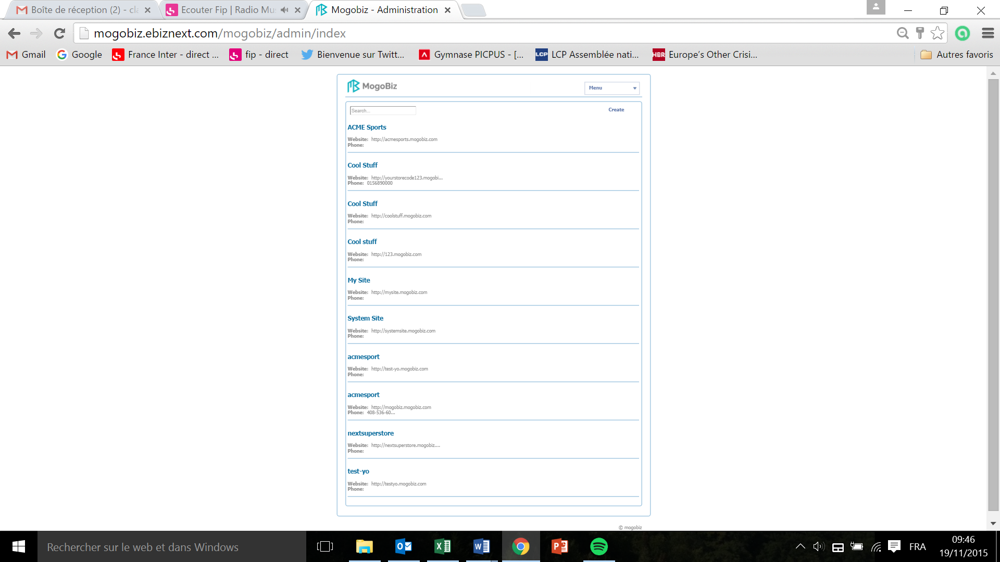 Boîte de réception (2) - cla
Ecouter Fip | Radio Mu
Mogobiz - Administration
mogobiz.ebiznext.com/mogobiz/admin/index
Gmail
Google
France Inter - direct ...
fip - direct
Bienvenue sur Twitt...
Gymnase PICPUS - [...
LCP
LCP Assemblée nati...
HBR
Europe's Other Crisi...
Autres favoris
MogoBiz
Menu
Search...
Create
ACME Sports
Website: http://acmesports.mogobiz.com
Phone:
Cool Stuff
Website: http://yourstorecode123.mogobi...
Phone: 0156890000
Cool Stuff
Website: http://coolstuff.mogobiz.com
Phone:
Cool stuff
Website: http://123.mogobiz.com
Phone:
My Site
Website: http://mysite.mogobiz.com
Phone:
System Site
Website: http://systemsite.mogobiz.com
Phone:
acmesport
Website: http://test-yo.mogobiz.com
Phone:
acmesport
Website: http://mogobiz.mogobiz.com
Phone: 408-536-60...
nextsuperstore
Website: http://nextsuperstore.mogobiz....
Phone:
test-yo
Website: http://testyo.mogobiz.com
Phone:
© mogobiz
Rechercher sur le web et dans Windows
FRA
09:46
19/11/2015